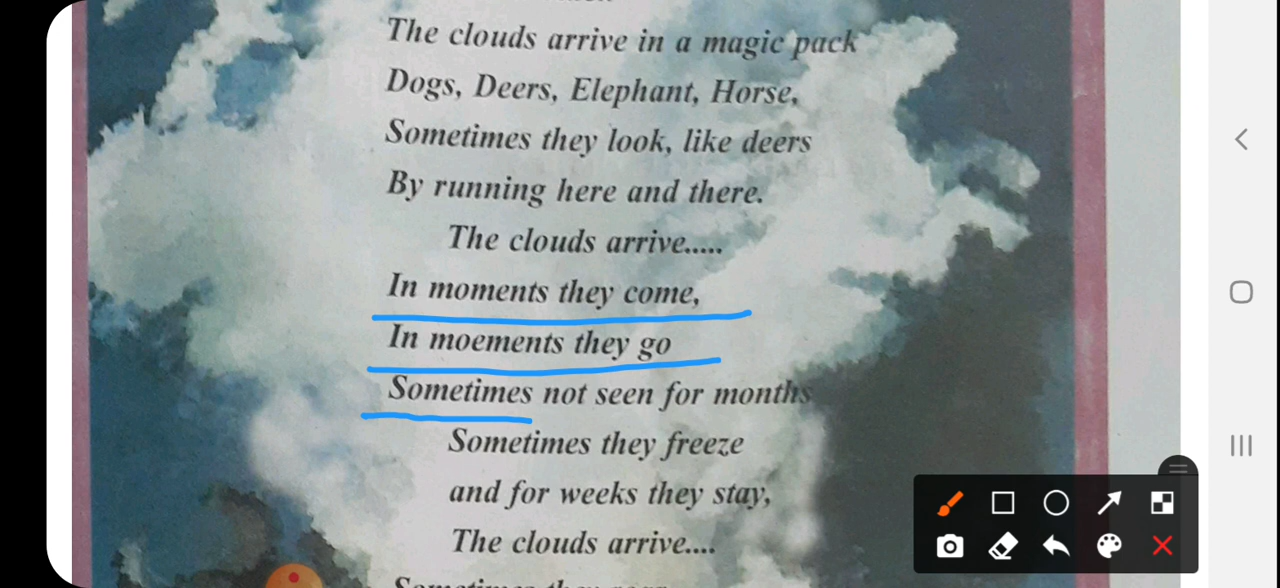 The clouds arrive in a magic pack
Dogs, Deers, Elephant, Horse,
Sometimes they look, like deers
By running here and there.
The clouds arrive.....
In moments they come,
In moements they go
Sometimes not seen for months
Sometimes they freeze
and for weeks they stay,
The clouds arrive....
Sometimes they